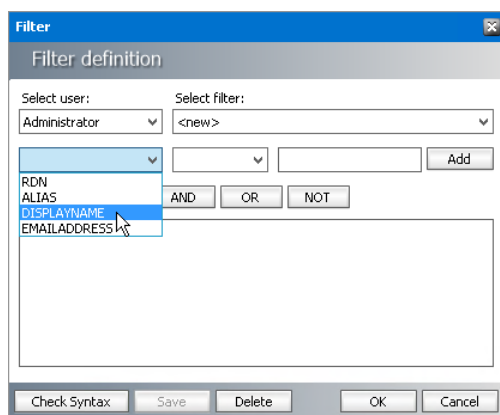 Filter
Filter definition
Select user: Select filter:
Administrator <new>
Add
RDN
ALIAS
DISPLAYNAME
EMAILADDRESS
AND OR NOT
Check Syntax Save Delete OK Cancel